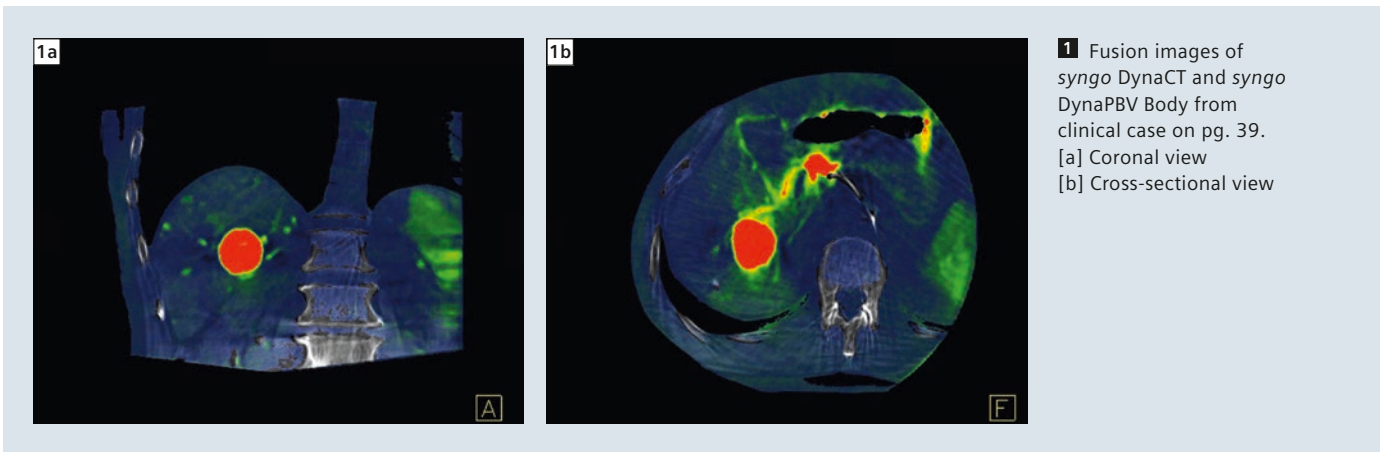 1a
A
1b
F
1 Fusion images of
syngo DynaCT and syngo
DynaPBV Body from
clinical case on pg. 39.
[a] Coronal view
[b] Cross-sectional view